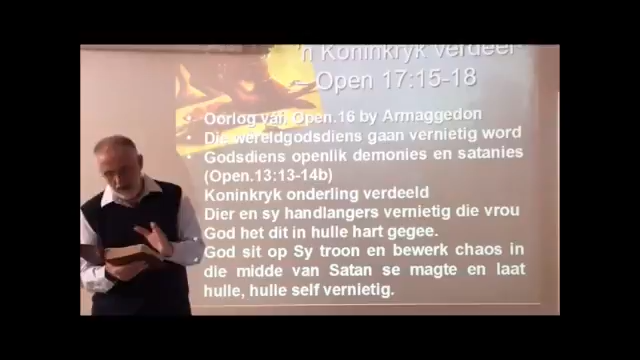 'n Koninkryk verdeel-
– Open 17:15-18
• Oorlog van Open.16 by Armaggedon
• Die wereldgodsdiens gaan vernietig word
• Godsdiens openlik demonies en satanies
(Open.13:13-14b)
Koninkryk onderling verdeeld
Dier en sy handlangers vernietig die vrou
God het dit in hulle hart gegee.
God sit op Sy troon en bewerk chaos in
die midde van Satan se magte en laat
hulle, hulle self vernietig.